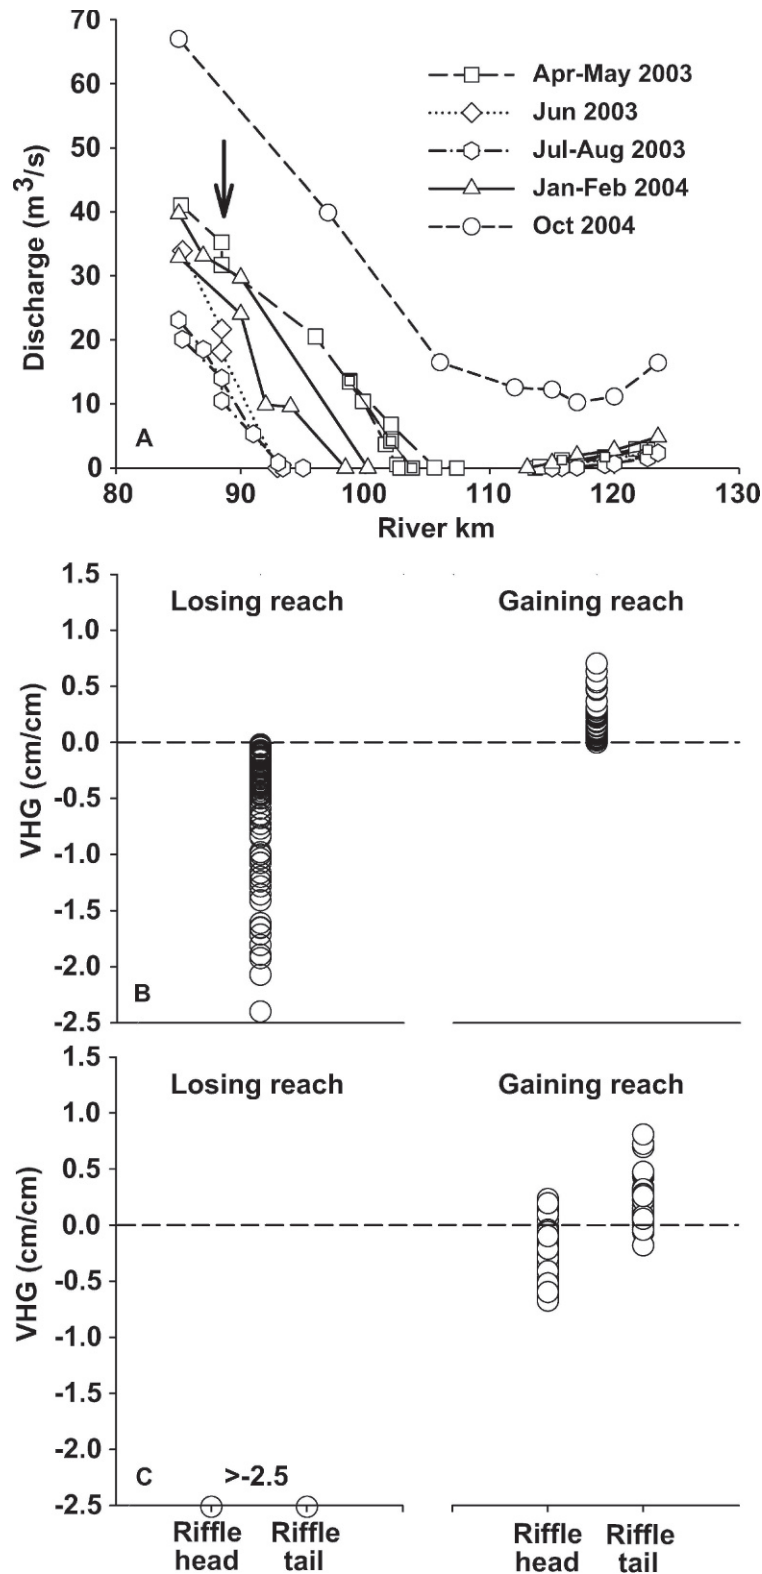 70
60
50
40
30
20
10
0
Discharge (m³/s)
Apr-May 2003
Jun 2003
Jul-Aug 2003
Jan-Feb 2004
Oct 2004
A
80 90 100 110 120 130
River km
1.5
1.0
0.5
0.0
-0.5
-1.0
-1.5
-2.0
-2.5
VHG (cm/cm)
Losing reach Gaining reach
B
1.5
1.0
0.5
0.0
-0.5
-1.0
-1.5
-2.0
-2.5
VHG (cm/cm)
Losing reach Gaining reach
C >-2.5
Riffle Riffle Riffle Riffle
head tail head tail